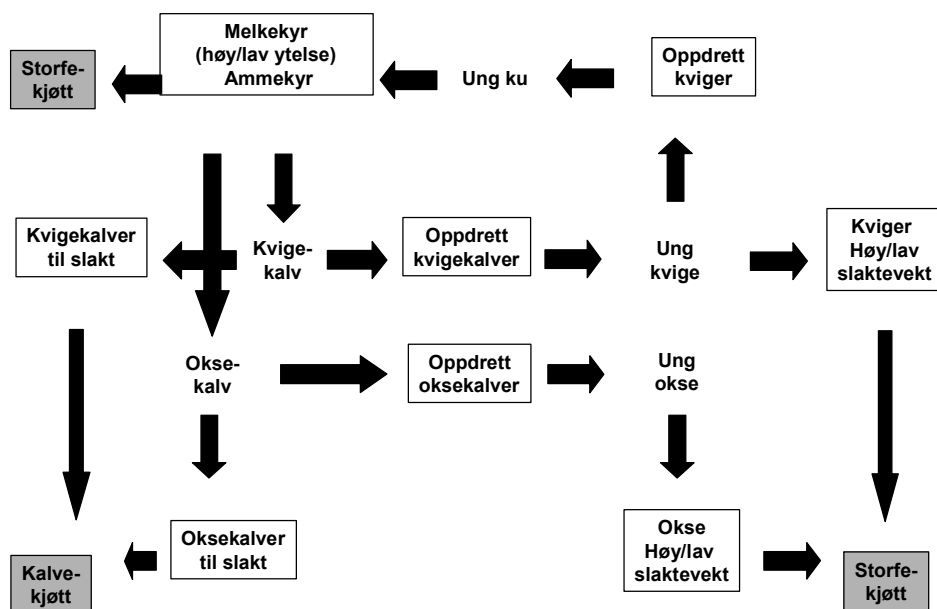 Storfe-
kjøtt
Melkekyr
(høy/lav ytelse)
Ammekyr
Ung ku
Oppdrett
kviger
Kvigekalver
til slakt
Kvige-
kalv
Oppdrett
kvigekalver
Ung
kvige
Kviger
Høy/lav
slaktevekt
Okse-
kalv
Oppdrett
oksekalver
Ung
okse
Kalve-
kjøtt
Oksekalver
til slakt
Okse
Høy/lav
slaktevekt
Storfe-
kjøtt